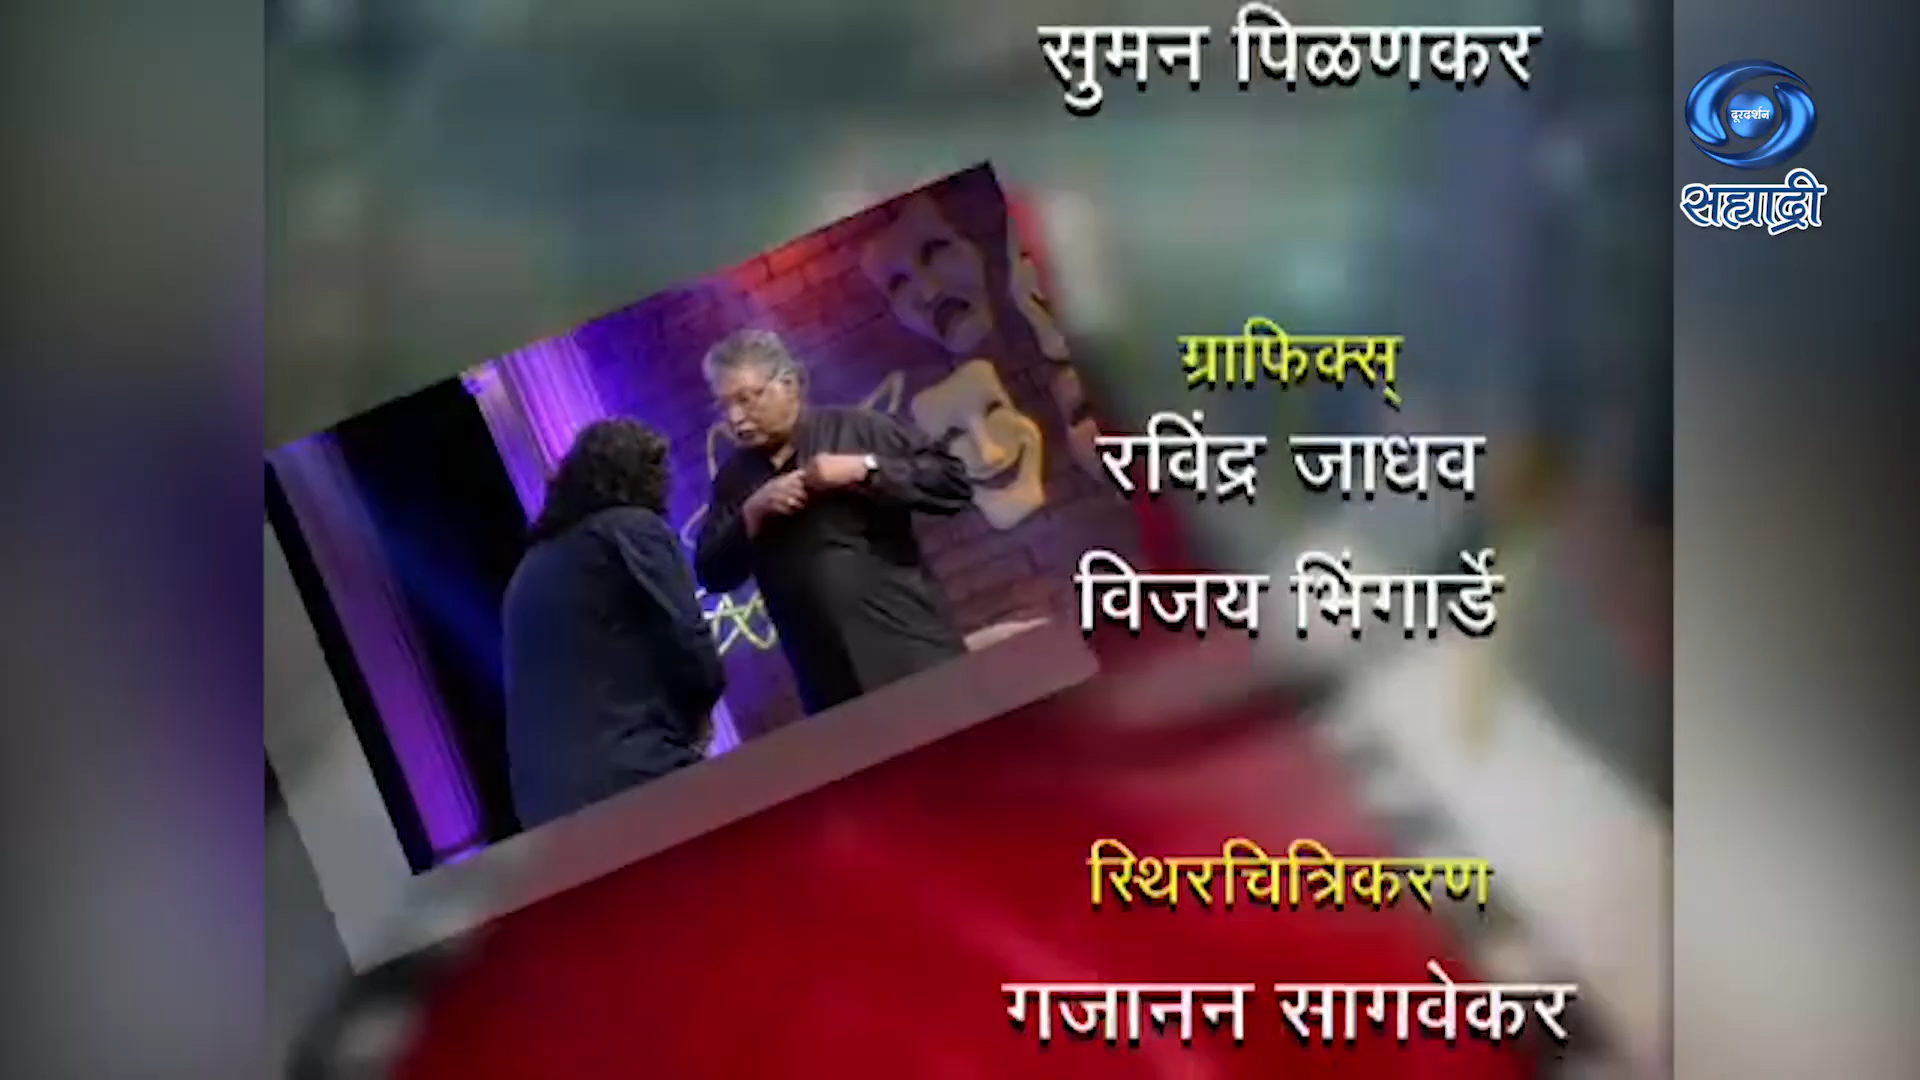 सुमन पिळणकर
दूरदर्शन
सह्याद्री
ग्राफिक्स्
रविंद्र जाधव
विजय भिंगार्डे
स्थिरचित्रिकरण
गजानन सागवेकर